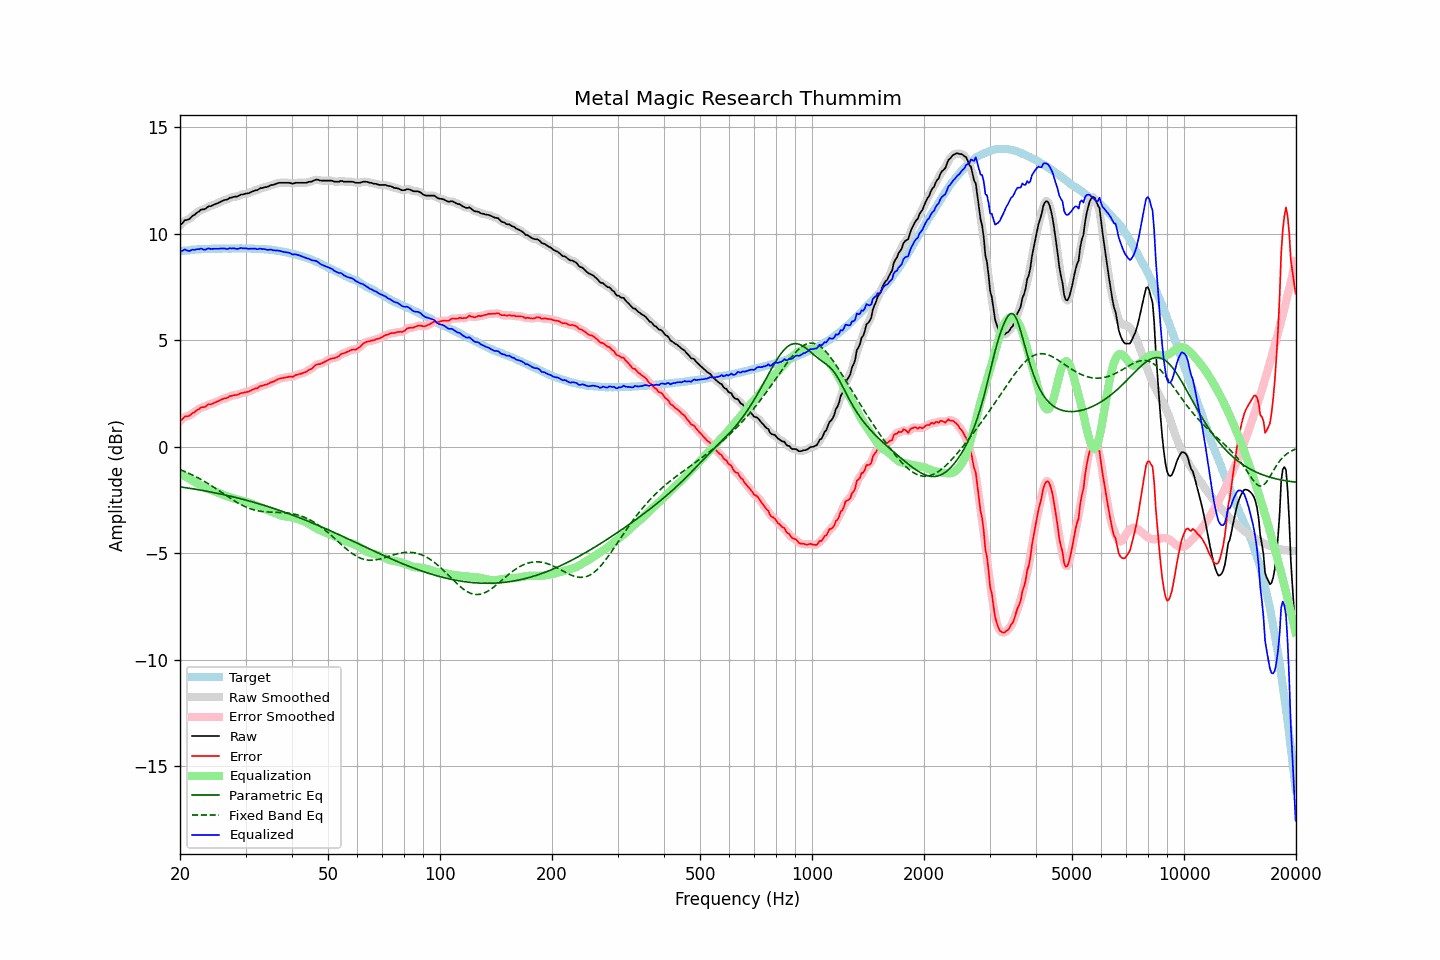 Metal Magic Research Thummim
15
10
5
0
−5
−10
−15
Amplitude (dBr)
Target
Raw Smoothed
Error Smoothed
Raw
Error
Equalization
Parametric Eq
Fixed Band Eq
Equalized
20 50 100 200 500 1000 2000 5000 10000 20000
Frequency (Hz)